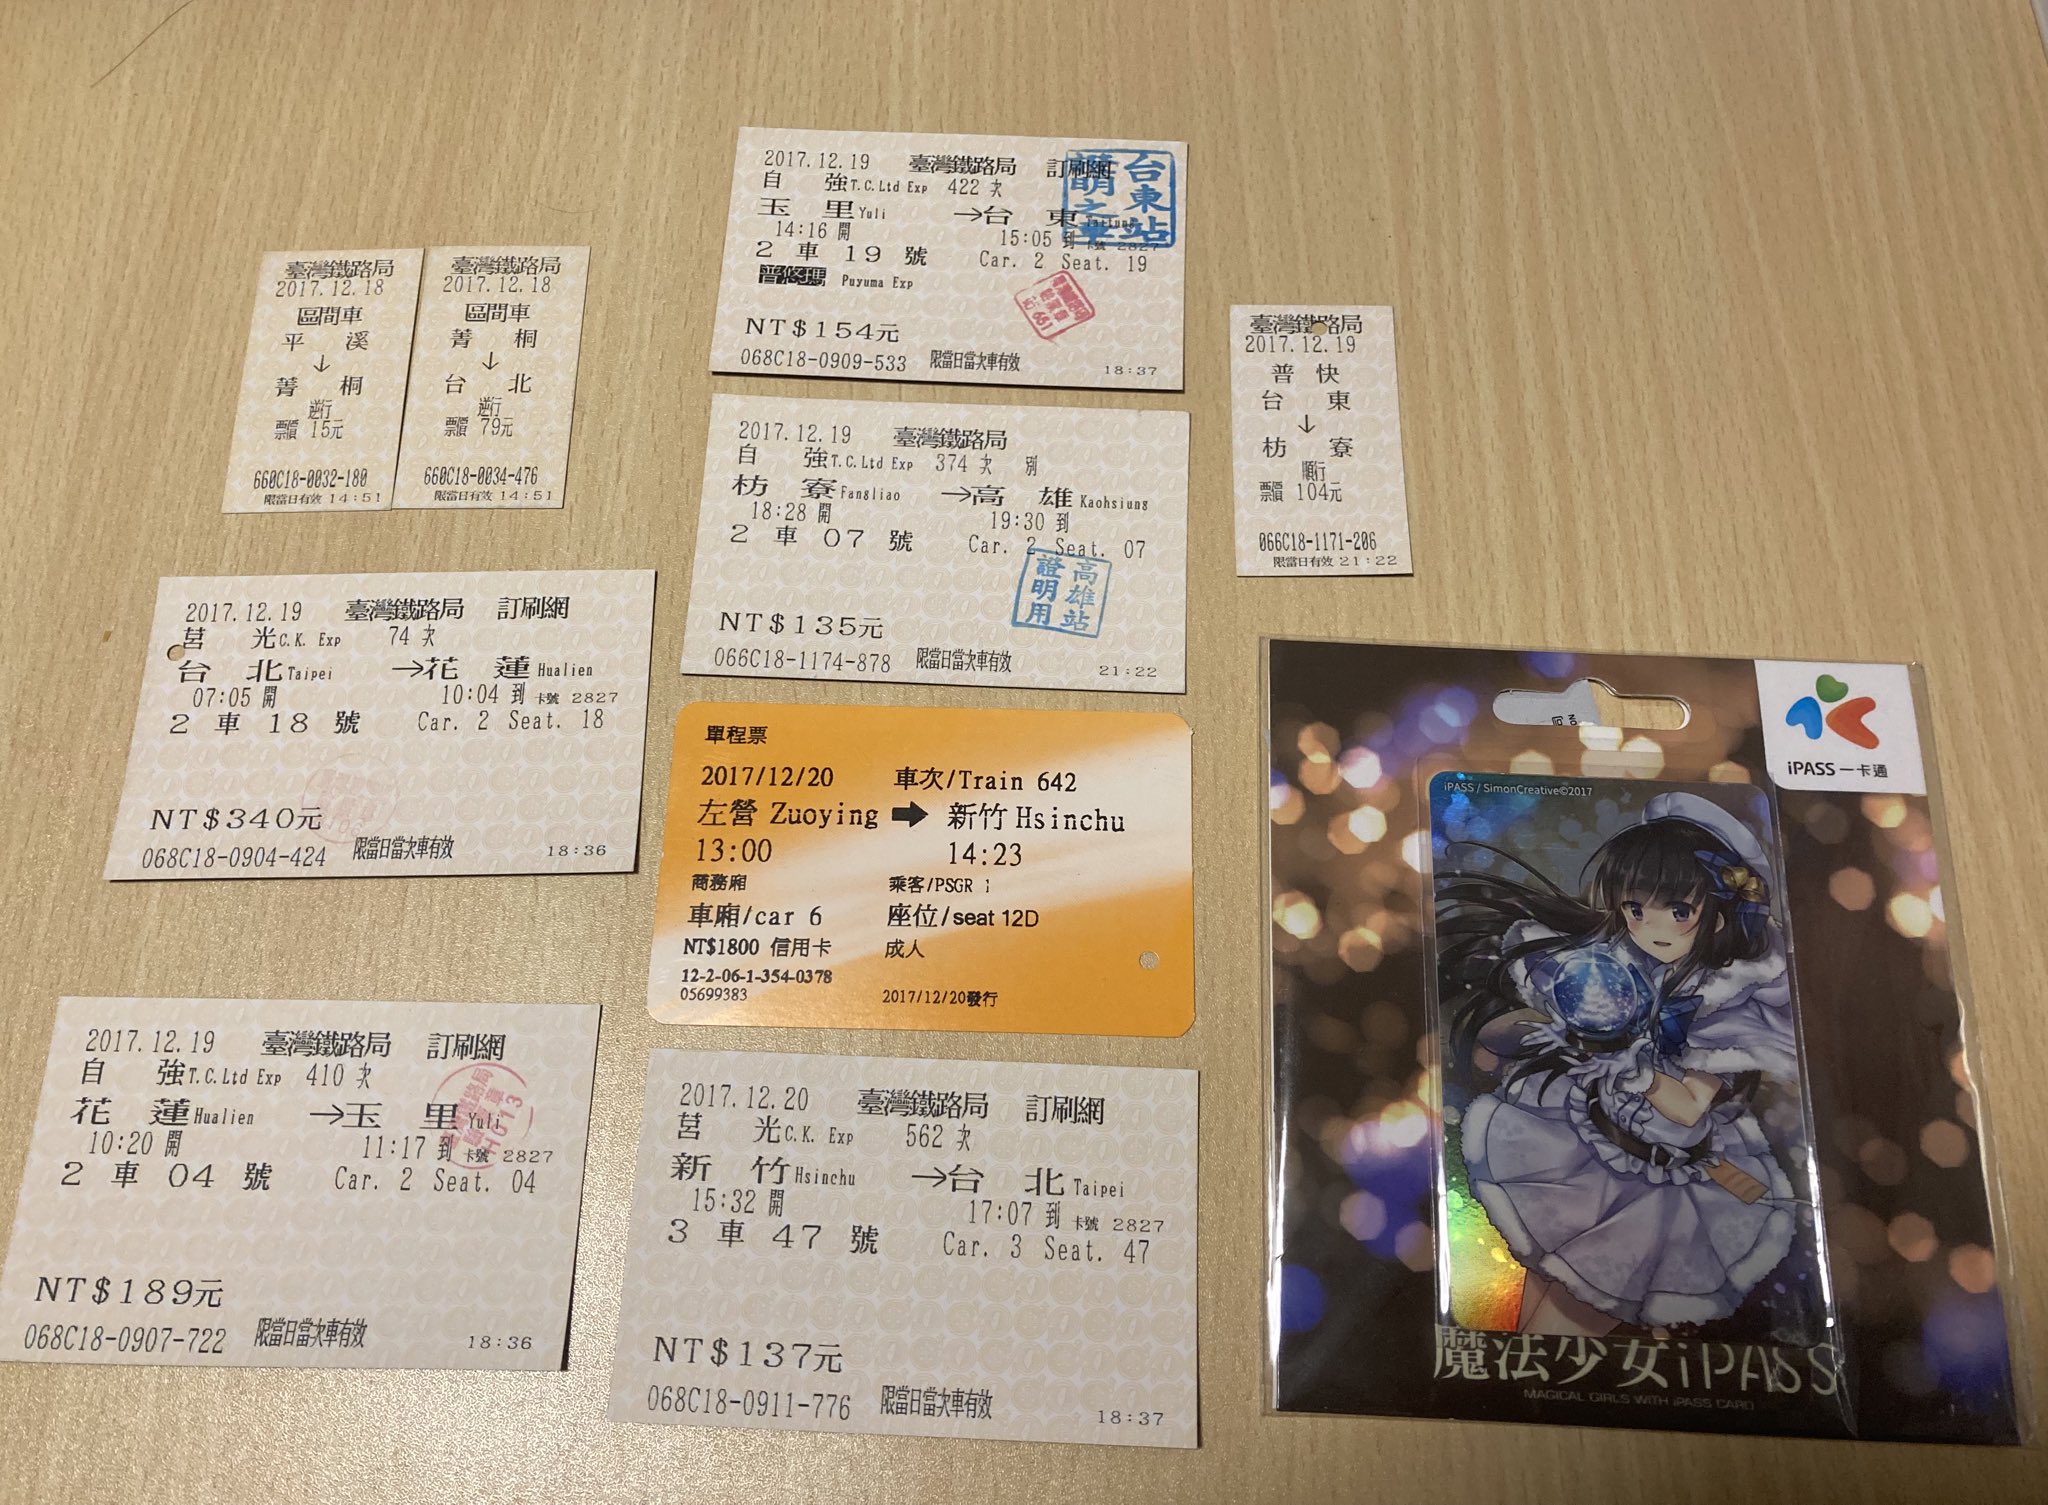 臺灣鐵路局
2017.12.18
區間車
平 溪
↓
菁 桐
逆行
票價 15元
660C18-0032-180
限當日有效 14:51
臺灣鐵路局
2017.12.18
區間車
菁 桐
↓
台 北
逆行
票價 79元
660C18-0034-476
限當日有效 14:51
2017.12.19 臺灣鐵路局 訂刷網
自 強 T.C.Ltd Exp 422 次
玉 里 Yuli →台 東
14:16 開 15:05 到 卡號 2827
2 車 19 號 Car. 2 Seat. 19
普悠瑪 Puyuma Exp
NT$154元
068C18-0909-533 限當日當次車有效 18:37
台東站
萌之華
2017.12.19 臺灣鐵路局
自 強 T.C.Ltd Exp 374 次 別
枋 寮 Fangliao →高 雄 Kaohsiung
18:28 開 19:30 到
2 車 07 號 Car. 2 Seat. 07
NT$135元
066C18-1174-878 限當日當次車有效 21:22
高雄站
證明用
臺灣鐵路局
2017.12.19
普 快
台 東
↓
枋 寮
順行
票價 104元
066C18-1171-206
限當日有效 21:22
2017.12.19 臺灣鐵路局 訂刷網
莒 光 C.K. Exp 74 次
台 北 Taipei →花 蓮 Hualien
07:05 開 10:04 到 卡號 2827
2 車 18 號 Car. 2 Seat. 18
NT$340元
068C18-0904-424 限當日當次車有效 18:36
單程票
2017/12/20 車次/Train 642
左營 Zuoying ➡ 新竹 Hsinchu
13:00 14:23
商務廂 乘客/PSGR 1
車廂/car 6 座位/seat 12D
NT$1800 信用卡 成人
12-2-06-1-354-0378
05699383 2017/12/20發行
2017.12.19 臺灣鐵路局 訂刷網
自 強 T.C.Ltd Exp 410 次
花 蓮 Hualien →玉 里 Yuli
10:20 開 11:17 到 卡號 2827
2 車 04 號 Car. 2 Seat. 04
NT$189元
068C18-0907-722 限當日當次車有效 18:36
2017.12.20 臺灣鐵路局 訂刷網
莒 光 C.K. Exp 562 次
新 竹 Hsinchu →台 北 Taipei
15:32 開 17:07 到 卡號 2827
3 車 47 號 Car. 3 Seat. 47
NT$137元
068C18-0911-776 限當日當次車有效 18:37
iPASS 一卡通
iPASS / SimonCreative©2017
魔法少女iPASS
MAGICAL GIRLS WITH iPASS CARD